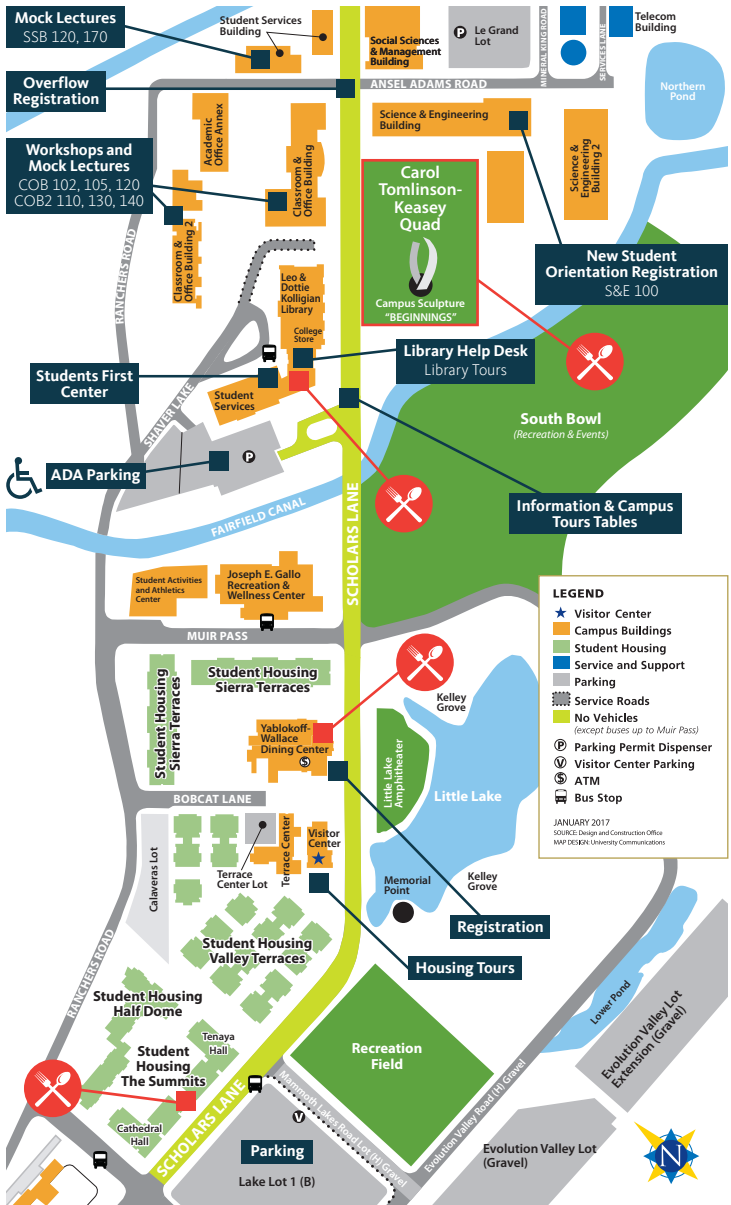 Mock Lectures
SSB 120, 170
Student Services
Building
Social Sciences
& Management
Building
P
Le Grand
Lot
MINERAL KING ROAD
SERVICES LANE
Telecom
Building
Overflow
Registration
ANSEL ADAMS ROAD
Northern
Pond
Academic
Office Annex
Classroom &
Office Building
Science & Engineering
Building
Science &
Engineering
Building 2
Workshops and
Mock Lectures
COB 102, 105, 120
COB2 110, 130, 140
Carol
Tomlinson-
Keasey
Quad
Campus Sculpture
“BEGINNINGS”
RANCHERS ROAD
Classroom &
Office Building 2
New Student
Orientation Registration
S&E 100
Leo &
Dottie
Kolligian
Library
College
Store
Library Help Desk
Library Tours
Students First
Center
Student
Services
SHAVER LAKE
South Bowl
(Recreation & Events)
ADA Parking
P
Information & Campus
Tours Tables
FAIRFIELD CANAL
SCHOLARS LANE
Student Activities
and Athletics
Center
Joseph E. Gallo
Recreation &
Wellness Center
MUIR PASS
LEGEND
Visitor Center
Campus Buildings
Student Housing
Service and Support
Parking
Service Roads
No Vehicles
(except buses up to Muir Pass)
P Parking Permit Dispenser
V Visitor Center Parking
$ ATM
Bus Stop
JANUARY 2017
SOURCE: Design and Construction Office
MAP DESIGN: University Communications
Student Housing
Sierra Terraces
Student Housing
Sierra Terraces
Kelley
Grove
Yablokoff-
Wallace
Dining Center
$
Little Lake
Amphitheater
Little Lake
BOBCAT LANE
Calaveras Lot
Terrace
Center Lot
Terrace Center
Visitor
Center
Memorial
Point
Kelley
Grove
Registration
Housing Tours
Student Housing
Valley Terraces
RANCHERS ROAD
Student Housing
Half Dome
Lower Pond
Tenaya
Hall
Student
Housing
The Summits
Recreation
Field
Evolution Valley Lot
Extension (Gravel)
Cathedral
Hall
SCHOLARS LANE
Mammoth Lakes Road Lot (H) Gravel
Evolution Valley Road (H) Gravel
V
Parking
Lake Lot 1 (B)
Evolution Valley Lot
(Gravel)
N